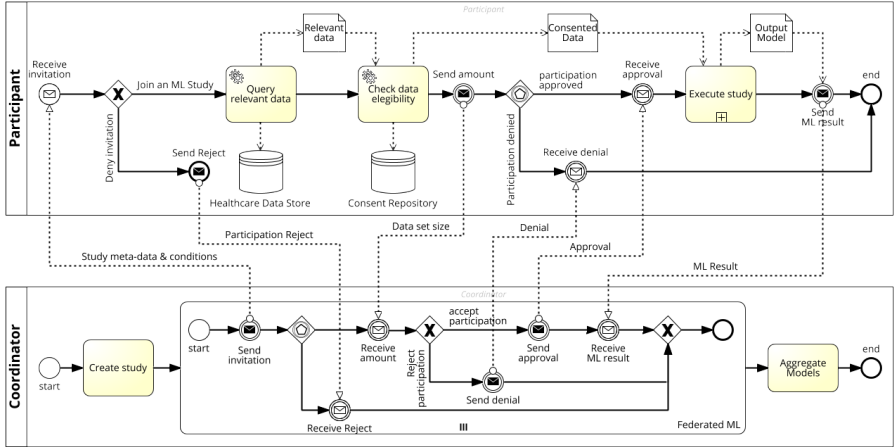 Participant
Participant
Relevant
data
Consented
Data
Output
Model
Receive
invitation
Join an ML Study
Query
relevant data
Check data
elegibility
Send amount
participation
approved
Receive
approval
Execute study
Send
ML result
end
Deny invitation
Send Reject
Healthcare Data Store
Consent Repository
Participation denied
Receive denial
Participation Reject
Data set size
Denial
Approval
Study meta-data & conditions
ML Result
Coordinator
Coordinator
start
Create study
start
Send
invitation
Receive
amount
accept
participation
Reject
participation
Send
approval
Receive
ML result
Send denial
Receive Reject
Federated ML
Aggregate
Models
end